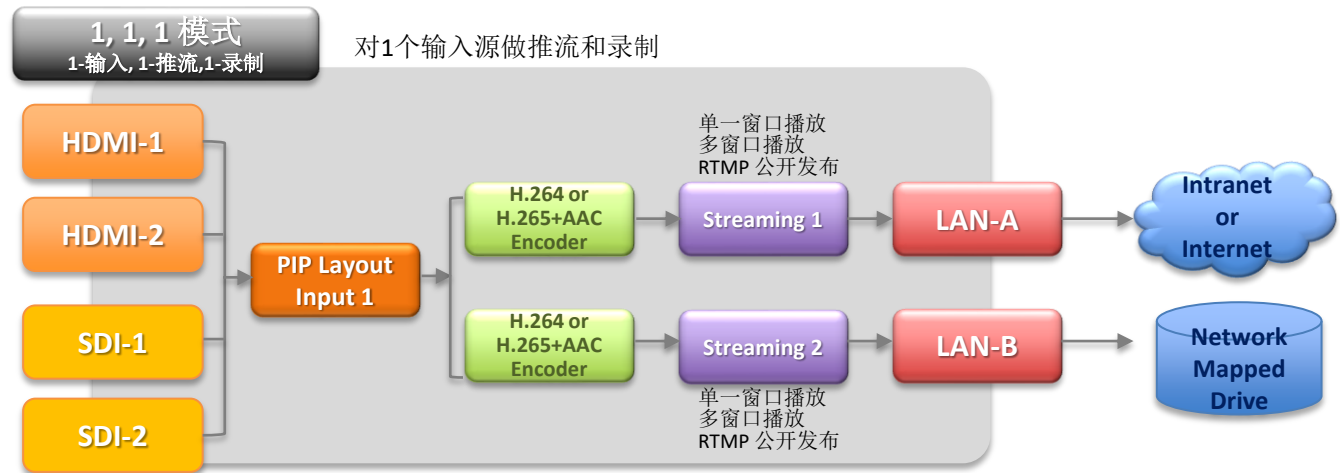 1, 1, 1 模式
1-输入, 1-推流,1-录制
对1个输入源做推流和录制
HDMI-1
HDMI-2
SDI-1
SDI-2
PIP Layout
Input 1
H.264 or
H.265+AAC
Encoder
单一窗口播放
多窗口播放
RTMP 公开发布
Streaming 1
LAN-A
Intranet
or
Internet
H.264 or
H.265+AAC
Encoder
Streaming 2
单一窗口播放
多窗口播放
RTMP 公开发布
LAN-B
Network
Mapped
Drive